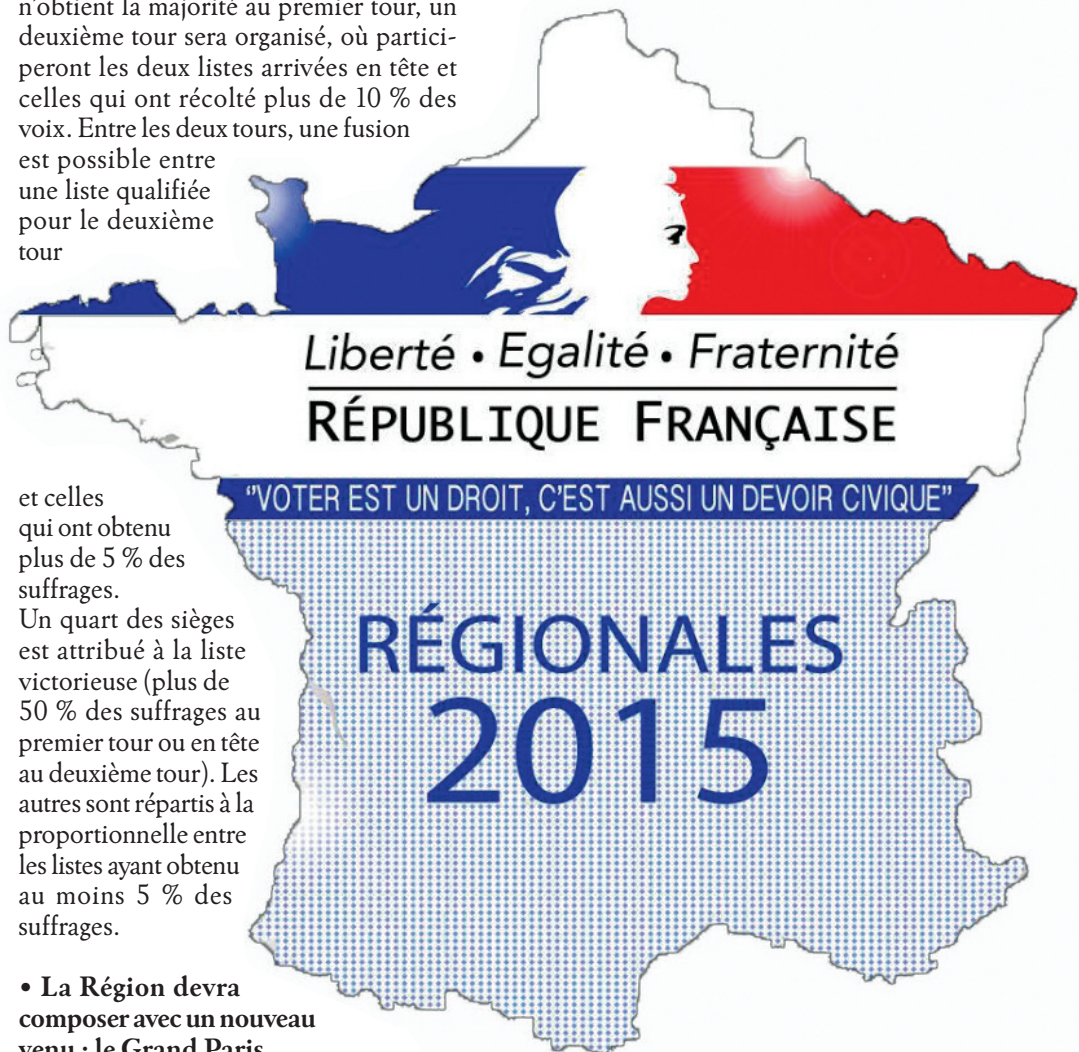 n'obtient la majorité au premier tour, un
deuxième tour sera organisé, où partici-
peront les deux listes arrivées en tête et
celles qui ont récolté plus de 10 % des
voix. Entre les deux tours, une fusion
est possible entre
une liste qualifiée
pour le deuxième
tour
Liberté • Egalité • Fraternité
RÉPUBLIQUE FRANÇAISE
‘’VOTER EST UN DROIT, C'EST AUSSI UN DEVOIR CIVIQUE’’
et celles
qui ont obtenu
plus de 5 % des
suffrages.
Un quart des sièges
est attribué à la liste
victorieuse (plus de
50 % des suffrages au
premier tour ou en tête
au deuxième tour). Les
autres sont répartis à la
proportionnelle entre
les listes ayant obtenu
au moins 5 % des
suffrages.
RÉGIONALES
2015
• La Région devra
composer avec un nouveau
venu : le Grand Paris